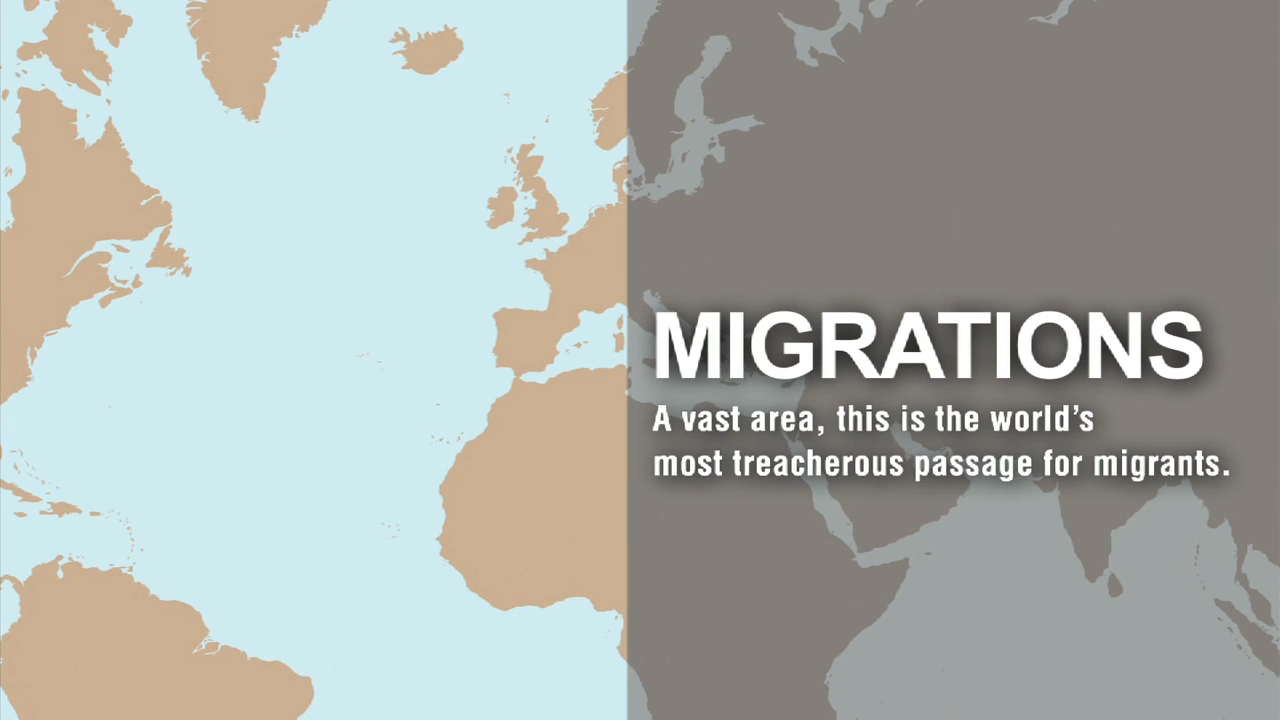 MIGRATIONS
A vast area, this is the world’s
most treacherous passage for migrants.